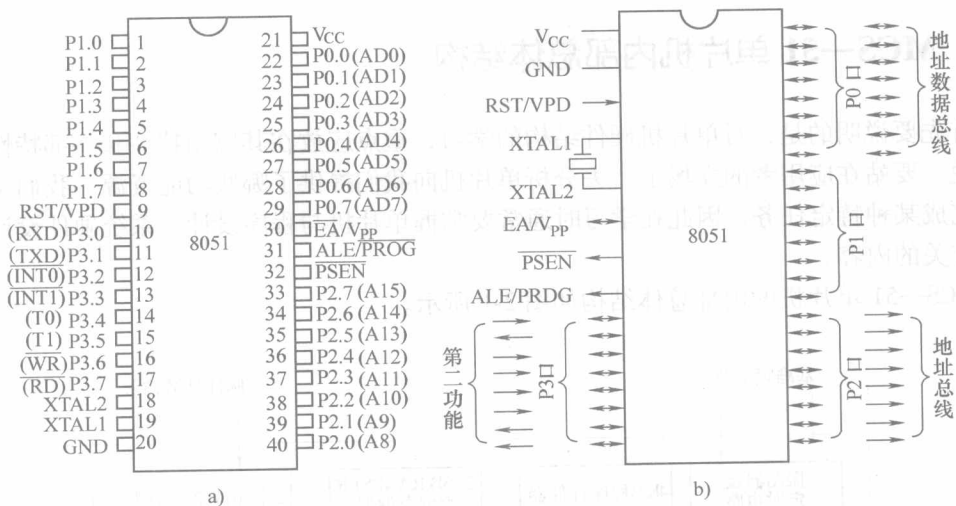 P1.0 1
P1.1 2
P1.2 3
P1.3 4
P1.4 5
P1.5 6
P1.6 7
P1.7 8
RST/VPD 9
(RXD)P3.0 10
(TXD)P3.1 11
(INT0)P3.2 12
(INT1)P3.3 13
(T0)P3.4 14
(T1)P3.5 15
(WR)P3.6 16
(RD)P3.7 17
XTAL2 18
XTAL1 19
GND 20
8051
21 VCC
22 P0.0(AD0)
23 P0.1(AD1)
24 P0.2(AD2)
25 P0.3(AD3)
26 P0.4(AD4)
27 P0.5(AD5)
28 P0.6(AD6)
29 P0.7(AD7)
30 EA/VPP
31 ALE/PROG
32 PSEN
33 P2.7(A15)
34 P2.6(A14)
35 P2.5(A13)
36 P2.4(A12)
37 P2.3(A11)
38 P2.2(A10)
39 P2.1(A9)
40 P2.0(A8)
a)
VCC
GND
RST/VPD
XTAL1
XTAL2
EA/VPP
PSEN
ALE/PRDG
第二功能
P3口
8051
P0口
地址数据总线
P1口
P2口
地址总线
b)